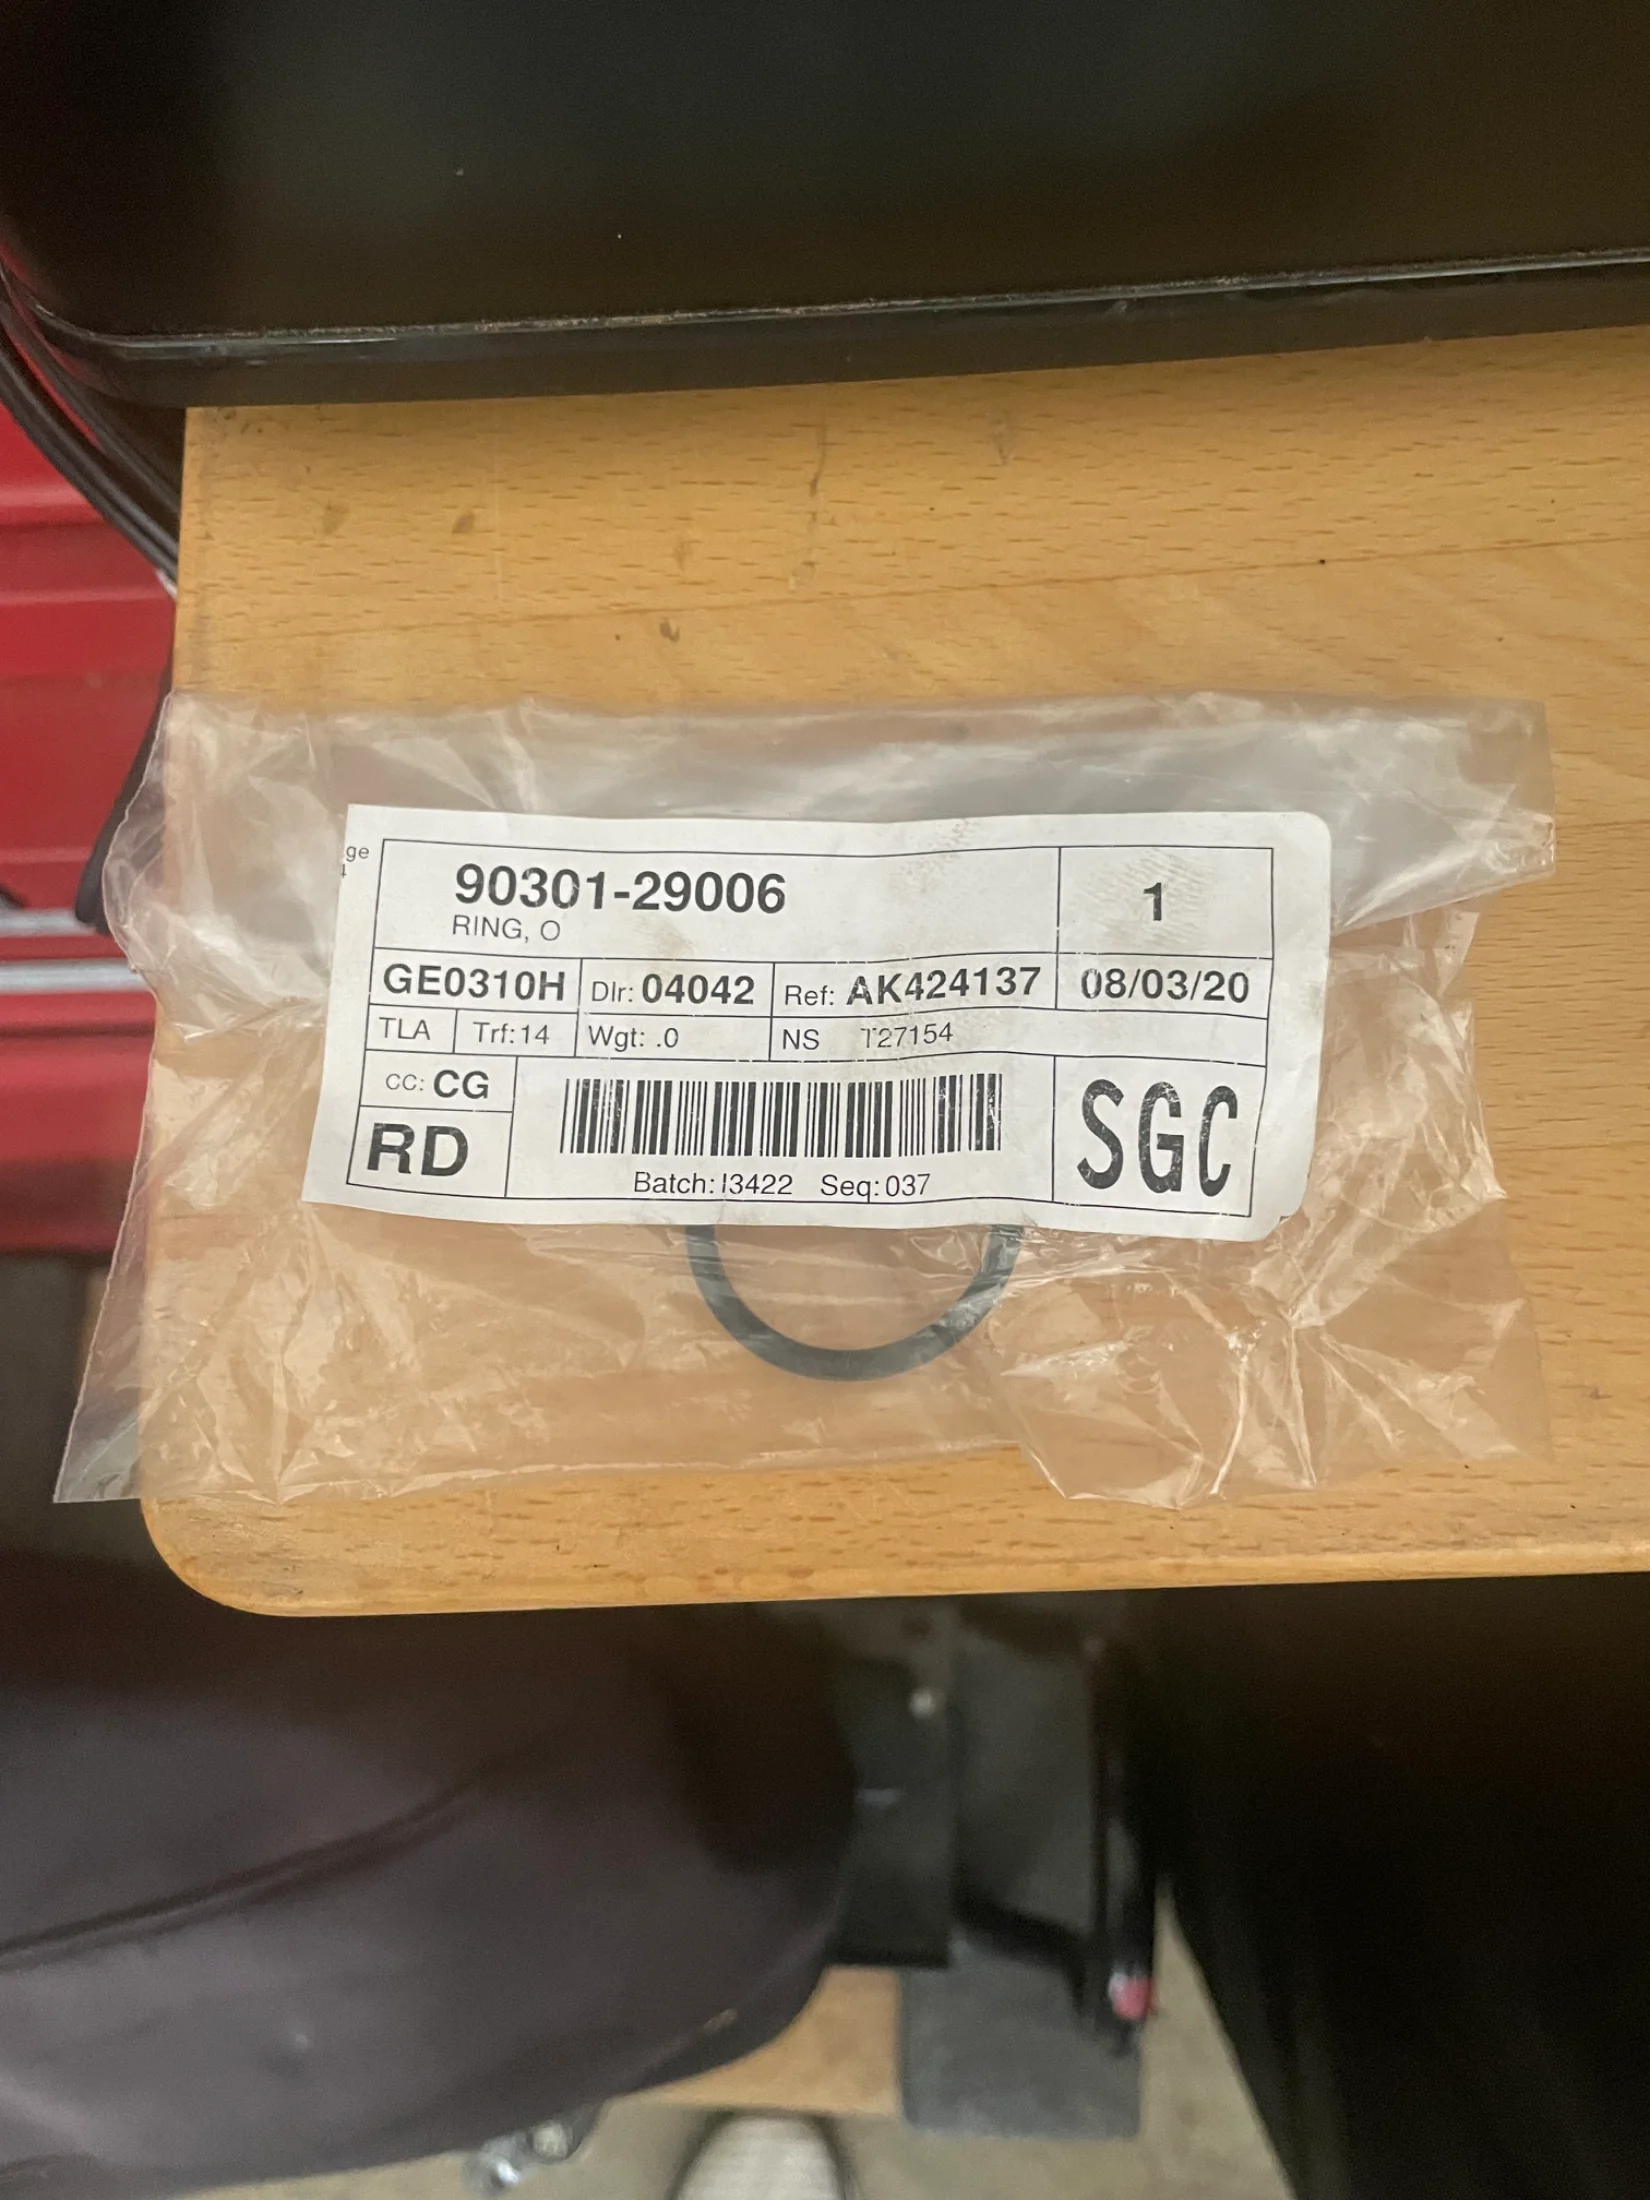 ge
90301-29006
1
RING, O
GE0310H
Dlr: 04042
Ref: AK424137
08/03/20
TLA
Trf: 14
Wgt: .0
NS T27154
CC: CG
RD
Batch: I3422 Seq: 037
SGC